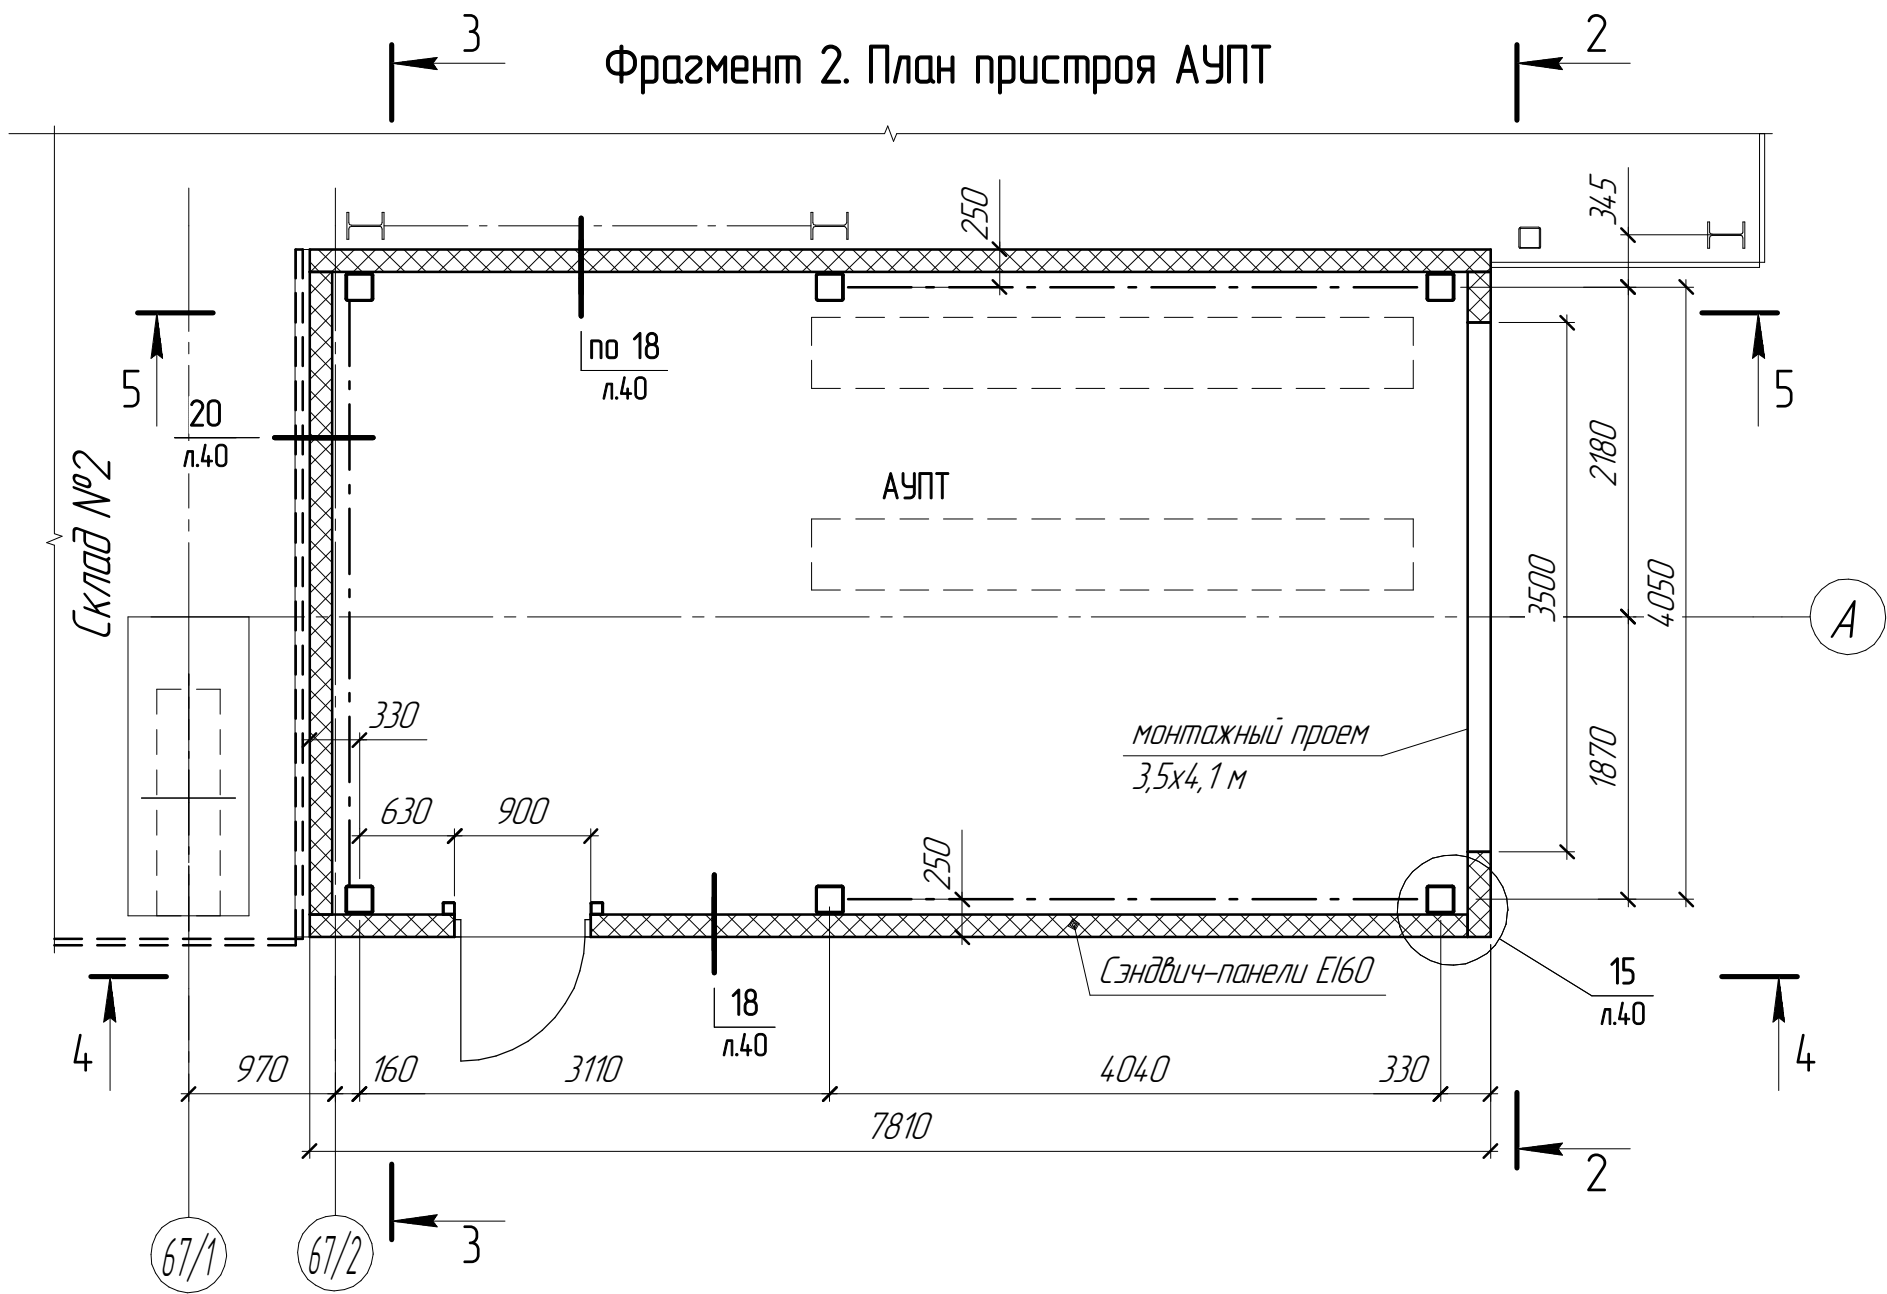 3
2
Фрагмент 2. План пристроя АУПТ
250
345
5
по 18
л.40
5
20
л.40
2180
Склад №2
АУПТ
3500
4050
А
330
монтажный проем
3,5х4,1 м
1870
630
900
250
Сэндвич-панели EI60
15
л.40
18
л.40
4
4
970
160
3110
4040
330
7810
2
3
67/1
67/2